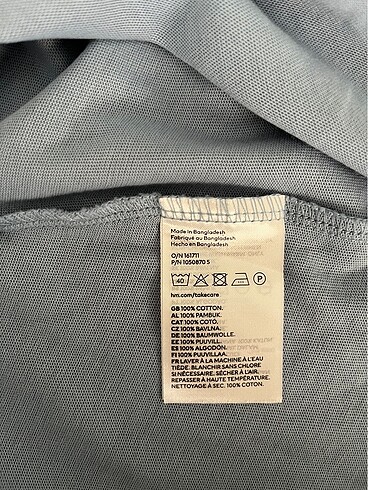 Made in Bangladesh
Fabriqué au Bangladesh
Hecho en Bangladesh
O/N 161711
P/N 1050870 S
40
P
hm.com/takecare
GB 100% COTTON.
AL 100% PAMBUK.
CAT 100% COTÓ.
CZ 100% BAVLNA.
DE 100% BAUMWOLLE.
EE 100% PUUVILL.
ES 100% ALGODÓN.
FI 100% PUUVILLAA.
FR LAVER À LA MACHINE À L'EAU
TIÈDE. BLANCHIR SANS CHLORE
SI NÉCESSAIRE. SÉCHER À L'AIR.
REPASSER À HAUTE TEMPÉRATURE.
NETTOYAGE À SEC. 100% COTON.